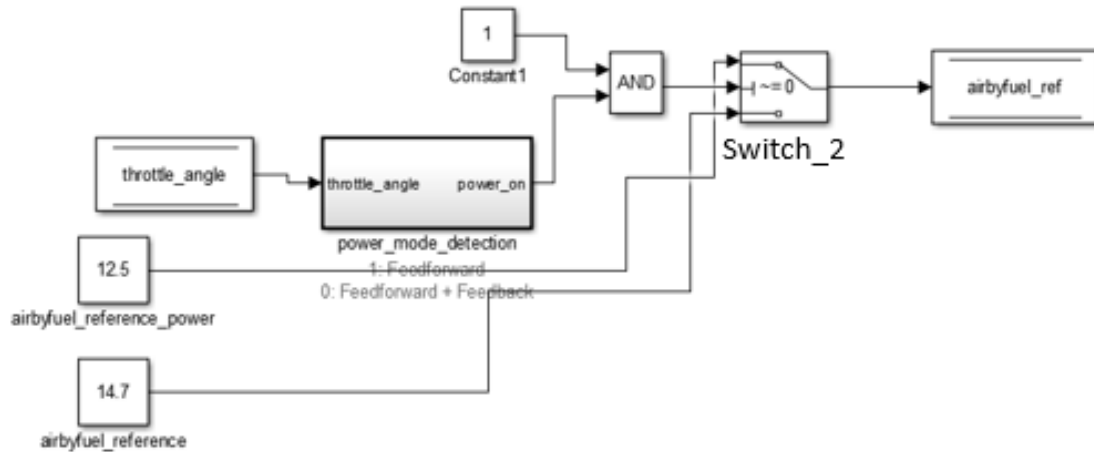 1
Constant1
AND
~= 0
airbyfuel_ref
Switch_2
throttle_angle
throttle_angle
power_on
power_mode_detection
1: Feedforward
0: Feedforward + Feedback
12.5
airbyfuel_reference_power
14.7
airbyfuel_reference